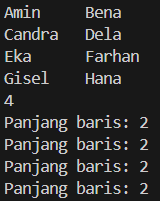 Amin    Bena
Candra  Dela
Eka     Farhan
Gisel   Hana
4
Panjang baris: 2
Panjang baris: 2
Panjang baris: 2
Panjang baris: 2